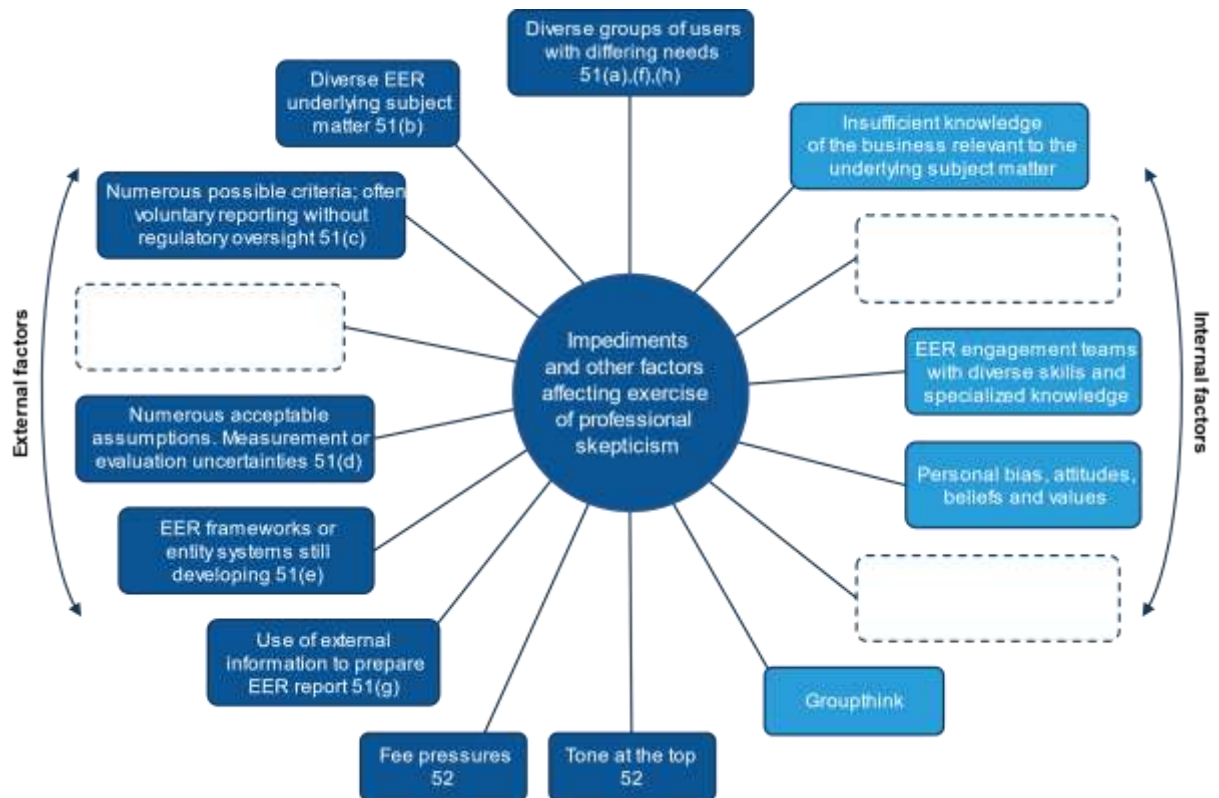 Diverse groups of users
with differing needs
51(a),(f),(h)
Diverse EER
underlying subject
matter 51(b)
Insufficient knowledge
of the business relevant to the
underlying subject matter
Numerous possible criteria; often
voluntary reporting without
regulatory oversight 51(c)
External factors
Impediments
and other factors
affecting exercise
of professional
skepticism
EER engagement teams
with diverse skills and
specialized knowledge
Internal factors
Numerous acceptable
assumptions. Measurement or
evaluation uncertainties 51(d)
Personal bias, attitudes,
beliefs and values
EER frameworks or
entity systems still
developing 51(e)
Use of external
information to prepare
EER report 51(g)
Groupthink
Fee pressures
52
Tone at the top
52